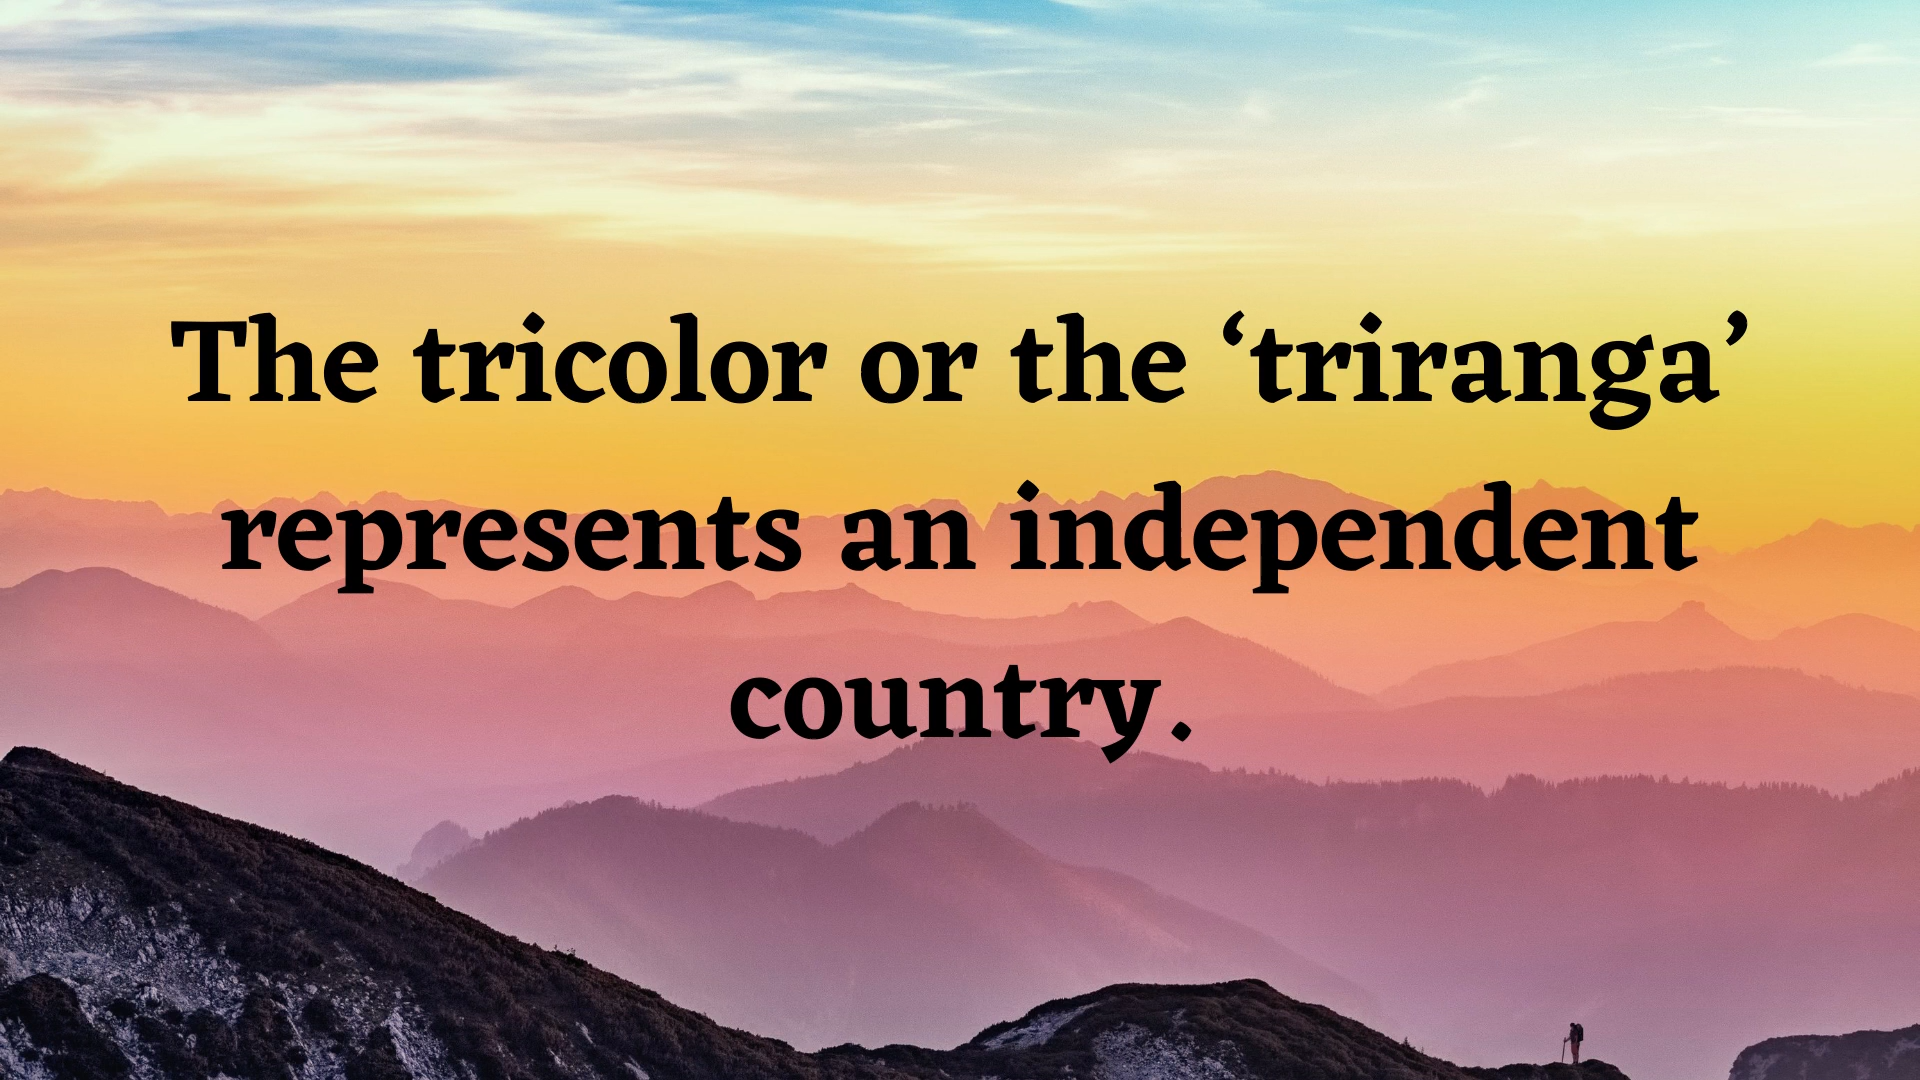 The tricolor or the ‘triranga’
represents an independent
country.